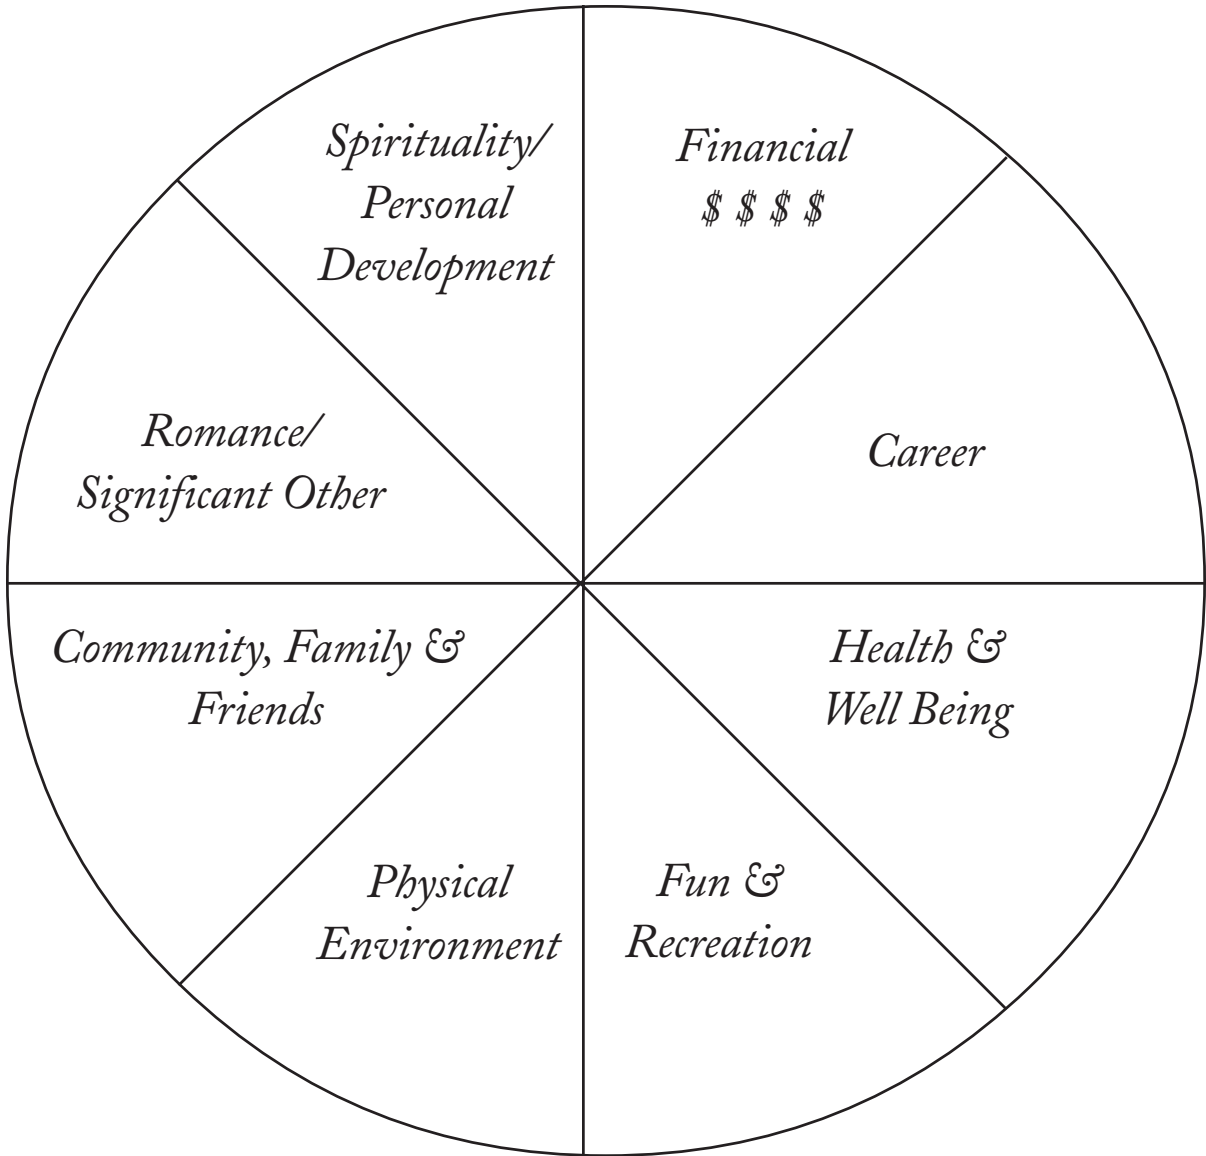 Spirituality/
Personal
Development
Financial
$ $ $ $
Romance/
Significant Other
Career
Community, Family &
Friends
Health &
Well Being
Physical
Environment
Fun &
Recreation